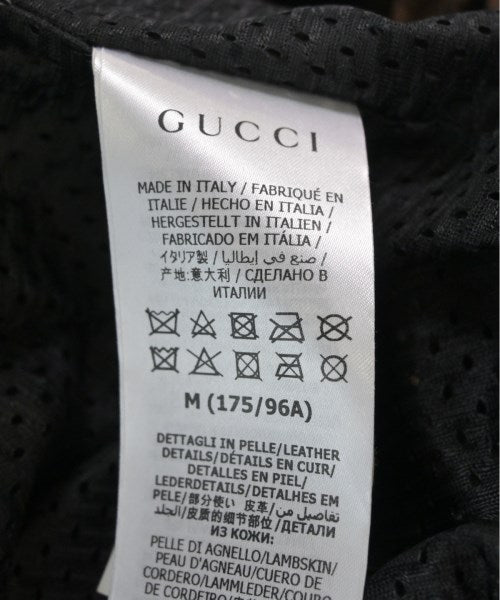 GUCCI
MADE IN ITALY / FABRIQUÉ EN
ITALIE / HECHO EN ITALIA /
HERGESTELLT IN ITALIEN /
FABRICADO EM ITÁLIA /
イタリア製 / صنع في إيطاليا /
产地:意大利 / СДЕЛАНО В
ИТАЛИИ
M (175/96A)
DETTAGLI IN PELLE/LEATHER
DETAILS/DÉTAILS EN CUIR/
DETALLES EN PIEL/
LEDERDETAILS/DETALHES EM
PELE/部分使い 皮革/تفاصيل من
الجلد/皮质的细节部位/ДЕТАЛИ
ИЗ КОЖИ:
PELLE DI AGNELLO/LAMBSKIN/
PEAU D'AGNEAU/CUERO DE
CORDERO/LAMMLEDER/COURO
DE CORDEIRO/